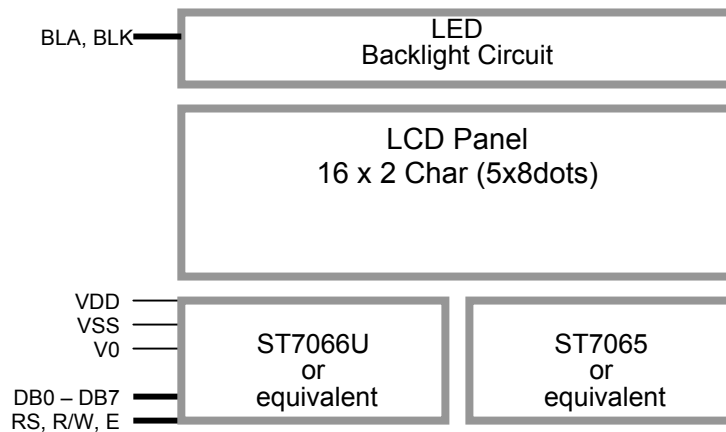 BLA, BLK
LED
Backlight Circuit
LCD Panel
16 x 2 Char (5x8dots)
VDD
VSS
V0
DB0 – DB7
RS, R/W, E
ST7066U
or
equivalent
ST7065
or
equivalent